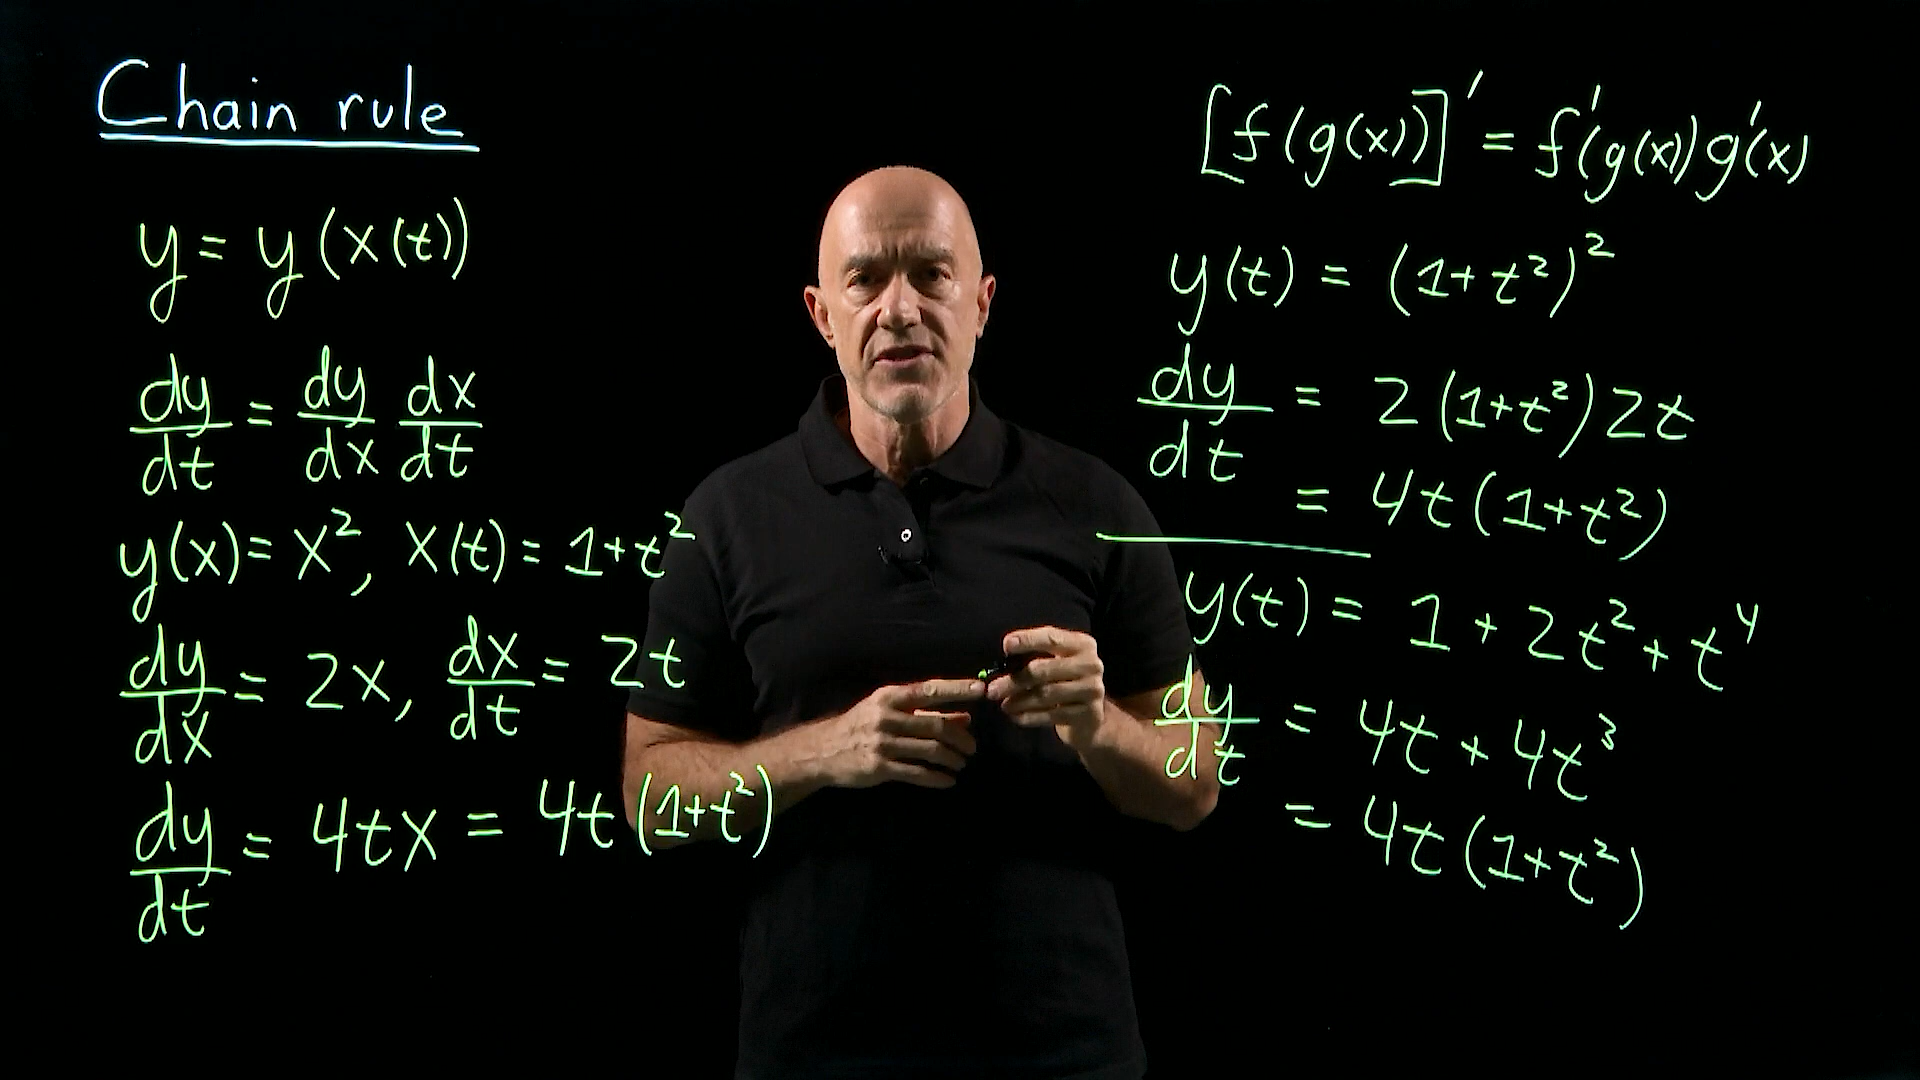 Chain rule
y = y(x(t))
dy/dt = dy/dx dx/dt
y(x) = x², x(t) = 1+t²
dy/dx = 2x, dx/dt = 2t
dy/dt = 4tx = 4t(1+t²)
[f(g(x))]' = f'(g(x))g'(x)
y(t) = (1+t²)²
dy/dt = 2(1+t²)2t
= 4t(1+t²)
y(t) = 1 + 2t² + t⁴
dy/dt = 4t + 4t³
= 4t(1+t²)